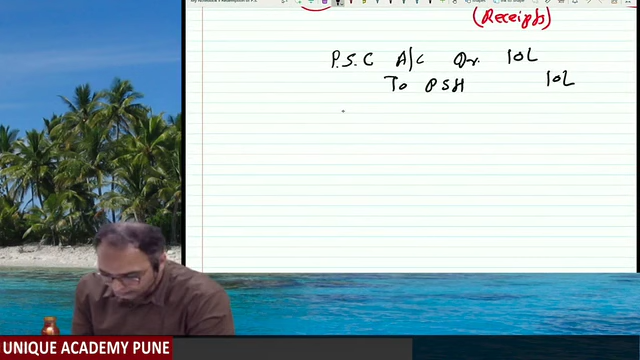 (Receipts)
P.S.C A/c Dr. 10L
To PSH 10L
UNIQUE ACADEMY PUNE